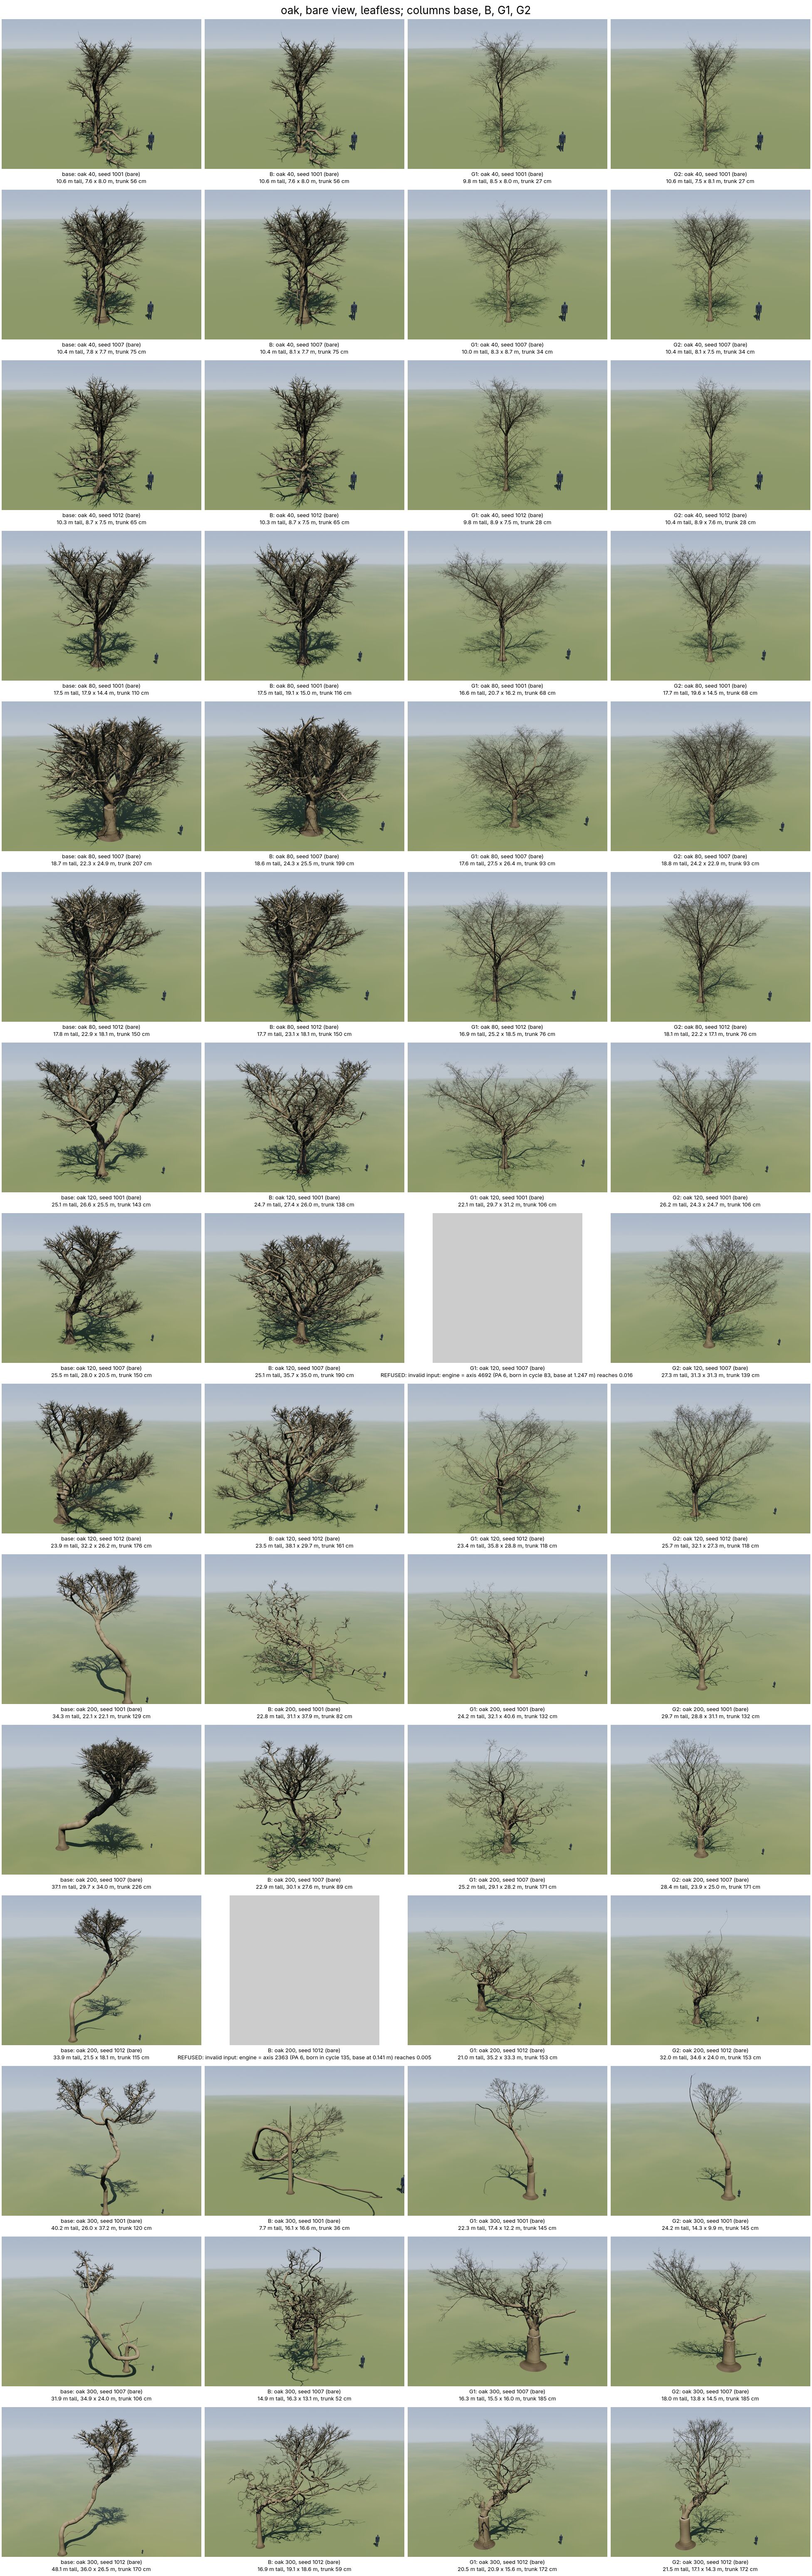 oak, bare view, leafless; columns base, B, G1, G2
base: oak 40, seed 1001 (bare)
10.6 m tall, 7.6 x 8.0 m, trunk 56 cm
B: oak 40, seed 1001 (bare)
10.6 m tall, 7.6 x 8.0 m, trunk 56 cm
G1: oak 40, seed 1001 (bare)
9.8 m tall, 8.5 x 8.0 m, trunk 27 cm
G2: oak 40, seed 1001 (bare)
10.6 m tall, 7.5 x 8.1 m, trunk 27 cm
base: oak 40, seed 1007 (bare)
10.4 m tall, 7.8 x 7.7 m, trunk 75 cm
B: oak 40, seed 1007 (bare)
10.4 m tall, 8.1 x 7.7 m, trunk 75 cm
G1: oak 40, seed 1007 (bare)
10.0 m tall, 8.3 x 8.7 m, trunk 34 cm
G2: oak 40, seed 1007 (bare)
10.4 m tall, 8.1 x 7.5 m, trunk 34 cm
base: oak 40, seed 1012 (bare)
10.3 m tall, 8.7 x 7.5 m, trunk 65 cm
B: oak 40, seed 1012 (bare)
10.3 m tall, 8.7 x 7.5 m, trunk 65 cm
G1: oak 40, seed 1012 (bare)
9.8 m tall, 8.9 x 7.5 m, trunk 28 cm
G2: oak 40, seed 1012 (bare)
10.4 m tall, 8.9 x 7.6 m, trunk 28 cm
base: oak 80, seed 1001 (bare)
17.5 m tall, 17.9 x 14.4 m, trunk 110 cm
B: oak 80, seed 1001 (bare)
17.5 m tall, 19.1 x 15.0 m, trunk 116 cm
G1: oak 80, seed 1001 (bare)
16.6 m tall, 20.7 x 16.2 m, trunk 68 cm
G2: oak 80, seed 1001 (bare)
17.7 m tall, 19.6 x 14.5 m, trunk 68 cm
base: oak 80, seed 1007 (bare)
18.7 m tall, 22.3 x 24.9 m, trunk 207 cm
B: oak 80, seed 1007 (bare)
18.6 m tall, 24.3 x 25.5 m, trunk 199 cm
G1: oak 80, seed 1007 (bare)
17.6 m tall, 27.5 x 26.4 m, trunk 93 cm
G2: oak 80, seed 1007 (bare)
18.8 m tall, 24.2 x 22.9 m, trunk 93 cm
base: oak 80, seed 1012 (bare)
17.8 m tall, 22.9 x 18.1 m, trunk 150 cm
B: oak 80, seed 1012 (bare)
17.7 m tall, 23.1 x 18.1 m, trunk 150 cm
G1: oak 80, seed 1012 (bare)
16.9 m tall, 25.2 x 18.5 m, trunk 76 cm
G2: oak 80, seed 1012 (bare)
18.1 m tall, 22.2 x 17.1 m, trunk 76 cm
base: oak 120, seed 1001 (bare)
25.1 m tall, 26.6 x 25.5 m, trunk 143 cm
B: oak 120, seed 1001 (bare)
24.7 m tall, 27.4 x 26.0 m, trunk 138 cm
G1: oak 120, seed 1001 (bare)
22.1 m tall, 29.7 x 31.2 m, trunk 106 cm
G2: oak 120, seed 1001 (bare)
26.2 m tall, 24.3 x 24.7 m, trunk 106 cm
base: oak 120, seed 1007 (bare)
25.5 m tall, 28.0 x 20.5 m, trunk 150 cm
B: oak 120, seed 1007 (bare)
25.1 m tall, 35.7 x 35.0 m, trunk 190 cm
G1: oak 120, seed 1007 (bare)
REFUSED: invalid input: engine = axis 4692 (PA 6, born in cycle 83, base at 1.247 m) reaches 0.016
G2: oak 120, seed 1007 (bare)
27.3 m tall, 31.3 x 31.3 m, trunk 139 cm
base: oak 120, seed 1012 (bare)
23.9 m tall, 32.2 x 26.2 m, trunk 176 cm
B: oak 120, seed 1012 (bare)
23.5 m tall, 38.1 x 29.7 m, trunk 161 cm
G1: oak 120, seed 1012 (bare)
23.4 m tall, 35.8 x 28.8 m, trunk 118 cm
G2: oak 120, seed 1012 (bare)
25.7 m tall, 32.1 x 27.3 m, trunk 118 cm
base: oak 200, seed 1001 (bare)
34.3 m tall, 22.1 x 22.1 m, trunk 129 cm
B: oak 200, seed 1001 (bare)
22.8 m tall, 31.1 x 37.9 m, trunk 82 cm
G1: oak 200, seed 1001 (bare)
24.2 m tall, 32.1 x 40.6 m, trunk 132 cm
G2: oak 200, seed 1001 (bare)
29.7 m tall, 28.8 x 31.1 m, trunk 132 cm
base: oak 200, seed 1007 (bare)
37.1 m tall, 29.7 x 34.0 m, trunk 226 cm
B: oak 200, seed 1007 (bare)
22.9 m tall, 30.1 x 27.6 m, trunk 89 cm
G1: oak 200, seed 1007 (bare)
25.2 m tall, 29.1 x 28.2 m, trunk 171 cm
G2: oak 200, seed 1007 (bare)
28.4 m tall, 23.9 x 25.0 m, trunk 171 cm
base: oak 200, seed 1012 (bare)
33.9 m tall, 21.5 x 18.1 m, trunk 115 cm
B: oak 200, seed 1012 (bare)
REFUSED: invalid input: engine = axis 2363 (PA 6, born in cycle 135, base at 0.141 m) reaches 0.005
G1: oak 200, seed 1012 (bare)
21.0 m tall, 35.2 x 33.3 m, trunk 153 cm
G2: oak 200, seed 1012 (bare)
32.0 m tall, 34.6 x 24.0 m, trunk 153 cm
base: oak 300, seed 1001 (bare)
40.2 m tall, 26.0 x 37.2 m, trunk 120 cm
B: oak 300, seed 1001 (bare)
7.7 m tall, 16.1 x 16.6 m, trunk 36 cm
G1: oak 300, seed 1001 (bare)
22.3 m tall, 17.4 x 12.2 m, trunk 145 cm
G2: oak 300, seed 1001 (bare)
24.2 m tall, 14.3 x 9.9 m, trunk 145 cm
base: oak 300, seed 1007 (bare)
31.9 m tall, 34.9 x 24.0 m, trunk 106 cm
B: oak 300, seed 1007 (bare)
14.9 m tall, 16.3 x 13.1 m, trunk 52 cm
G1: oak 300, seed 1007 (bare)
16.3 m tall, 15.5 x 16.0 m, trunk 185 cm
G2: oak 300, seed 1007 (bare)
18.0 m tall, 13.8 x 14.5 m, trunk 185 cm
base: oak 300, seed 1012 (bare)
48.1 m tall, 36.0 x 26.5 m, trunk 170 cm
B: oak 300, seed 1012 (bare)
16.9 m tall, 19.1 x 18.6 m, trunk 59 cm
G1: oak 300, seed 1012 (bare)
20.5 m tall, 20.9 x 15.6 m, trunk 172 cm
G2: oak 300, seed 1012 (bare)
21.5 m tall, 17.1 x 14.3 m, trunk 172 cm